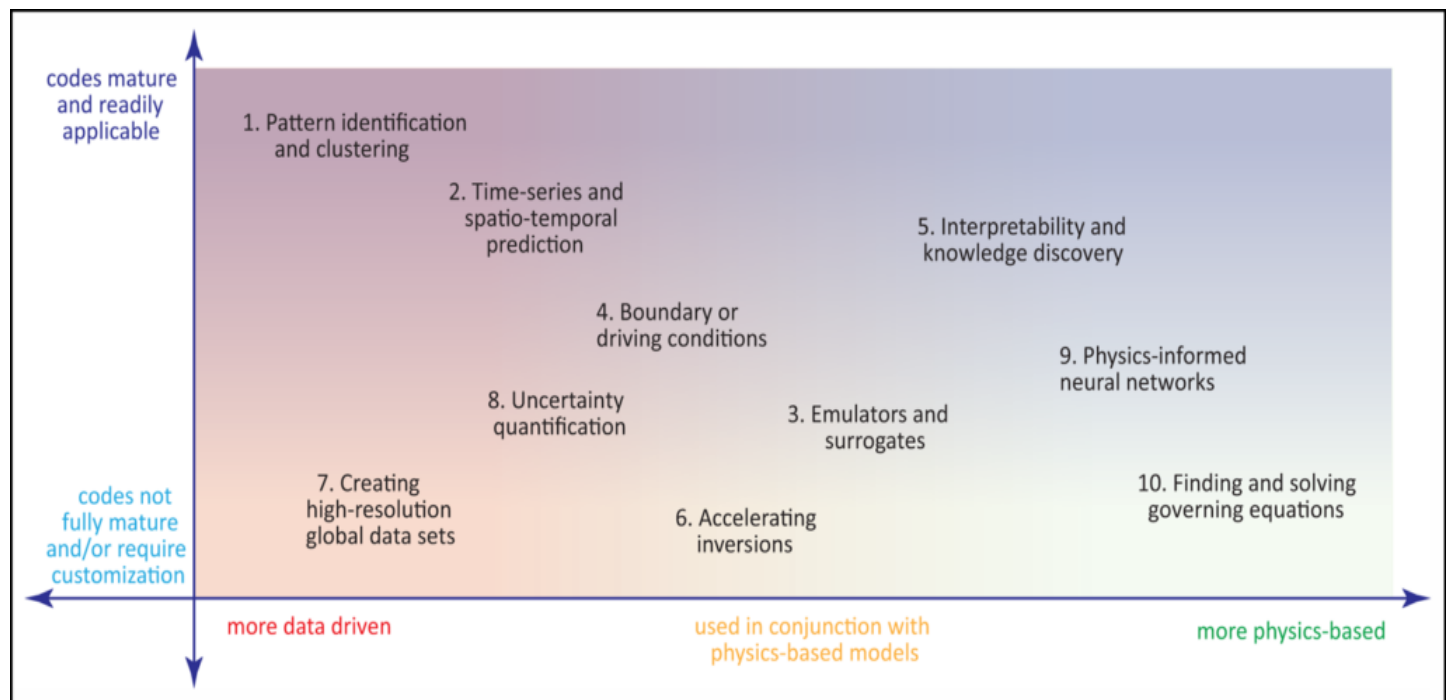 codes mature
and readily
applicable
1. Pattern identification
and clustering
2. Time-series and
spatio-temporal
prediction
5. Interpretability and
knowledge discovery
4. Boundary or
driving conditions
9. Physics-informed
neural networks
8. Uncertainty
quantification
3. Emulators and
surrogates
7. Creating
high-resolution
global data sets
6. Accelerating
inversions
10. Finding and solving
governing equations
codes not
fully mature
and/or require
customization
more data driven
used in conjunction with
physics-based models
more physics-based